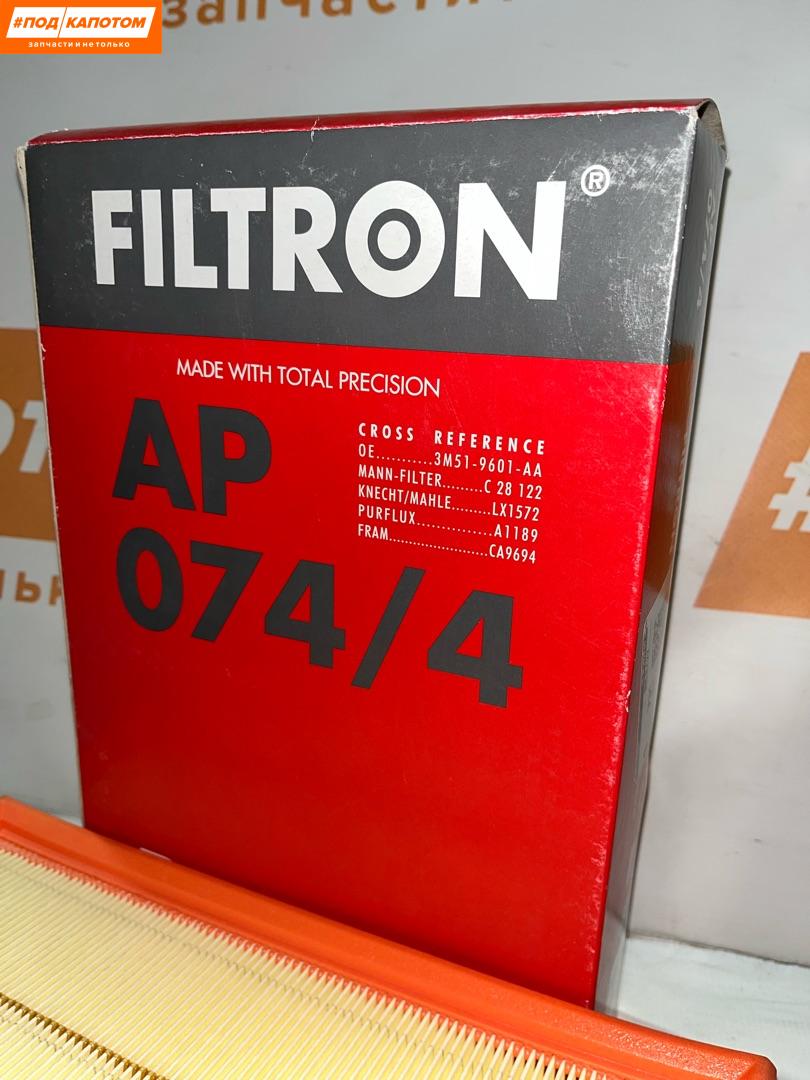 #ПОД КАПОТОМ
запчасти и не только
запчасти
FILTRON®
MADE WITH TOTAL PRECISION
AP
074/4
CROSS REFERENCE
OE...........3M51-9601-AA
MANN-FILTER........C 28 122
KNECHT/MAHLE........LX1572
PURFLUX...............A1189
FRAM.........................CA9694